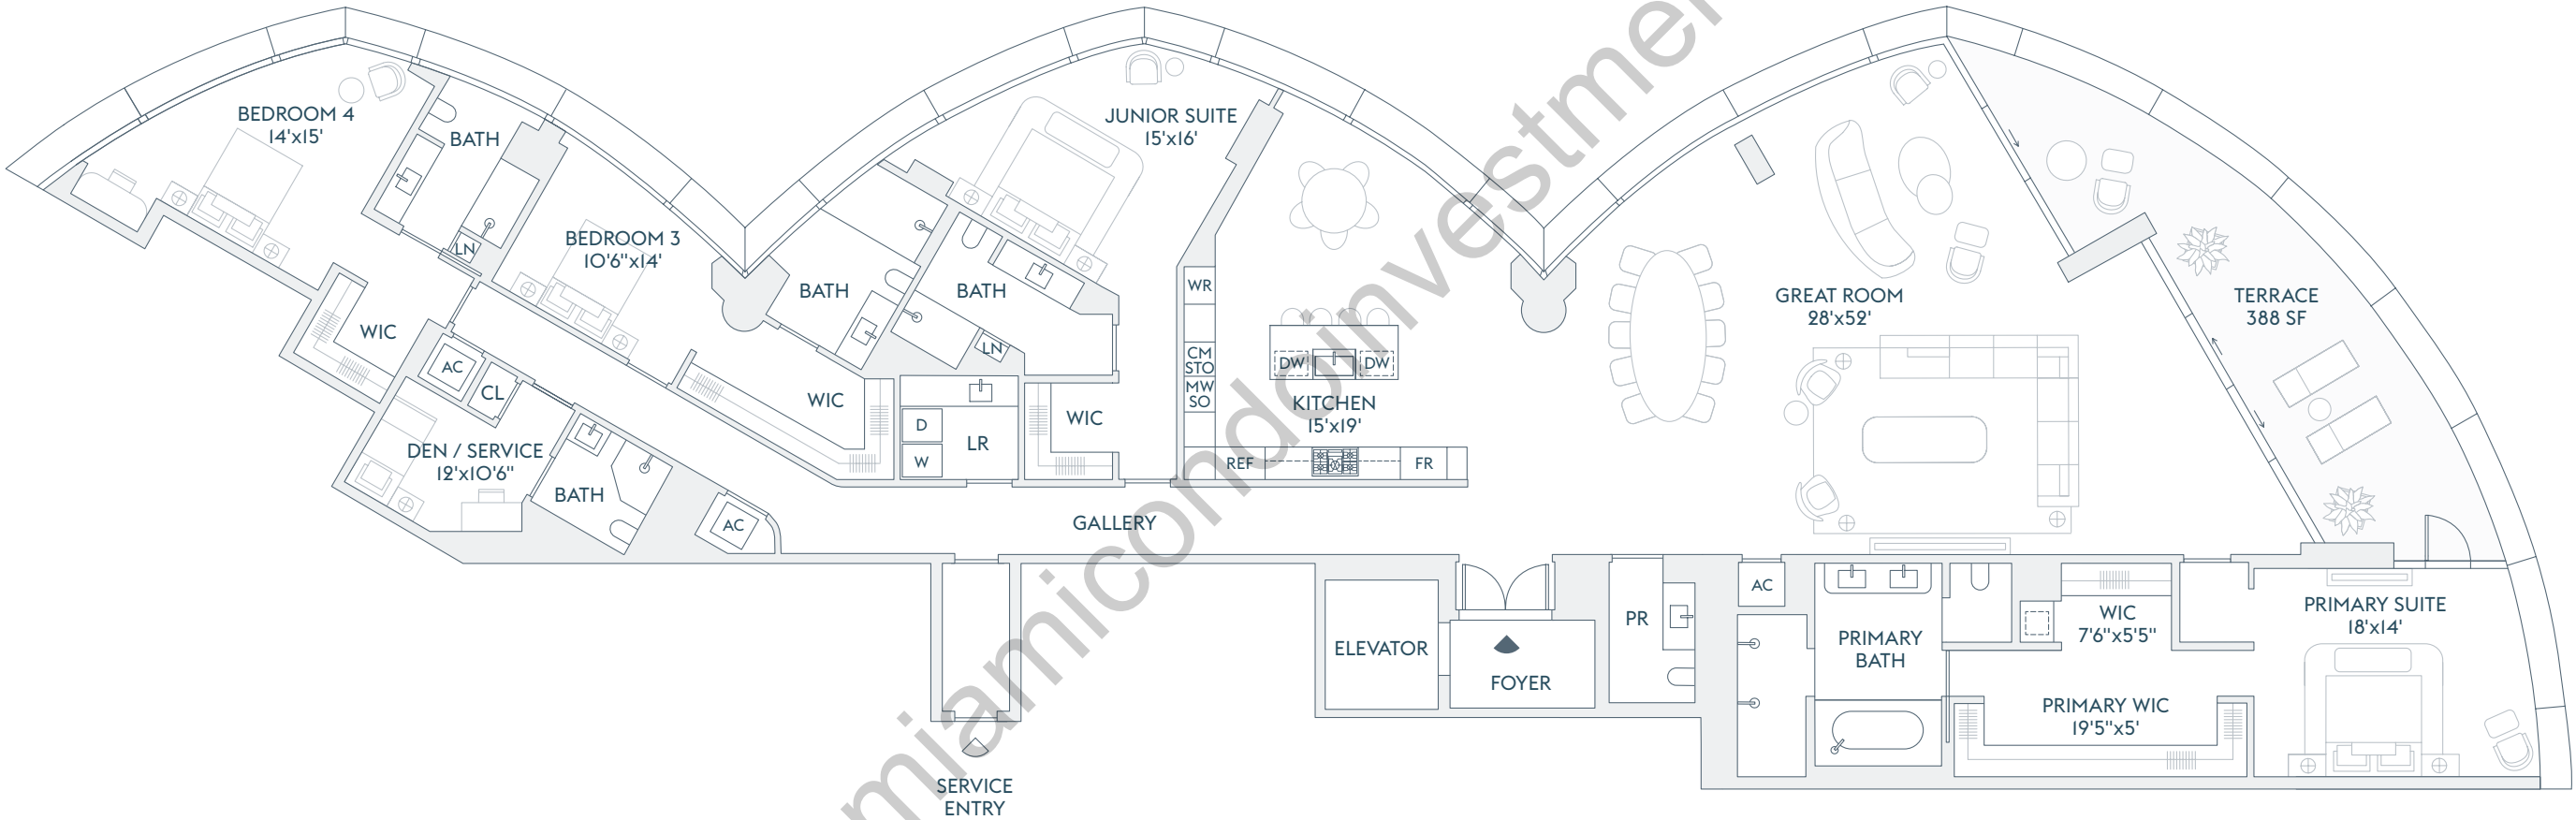 BEDROOM 4
14'x15'
BATH
LN
BEDROOM 3
10'6"x14'
WIC
AC
CL
DEN / SERVICE
12'x10'6"
BATH
AC
BATH
WIC
JUNIOR SUITE
15'x16'
BATH
LN
D
W
LR
WIC
WR
CM
STO
MW
SO
DW
DW
KITCHEN
15'x19'
REF
FR
GALLERY
GREAT ROOM
28'x52'
TERRACE
388 SF
SERVICE
ENTRY
ELEVATOR
FOYER
PR
AC
PRIMARY
BATH
WIC
7'6"x5'5"
PRIMARY WIC
19'5"x5'
PRIMARY SUITE
18'x14'
miamicondoinvestmen